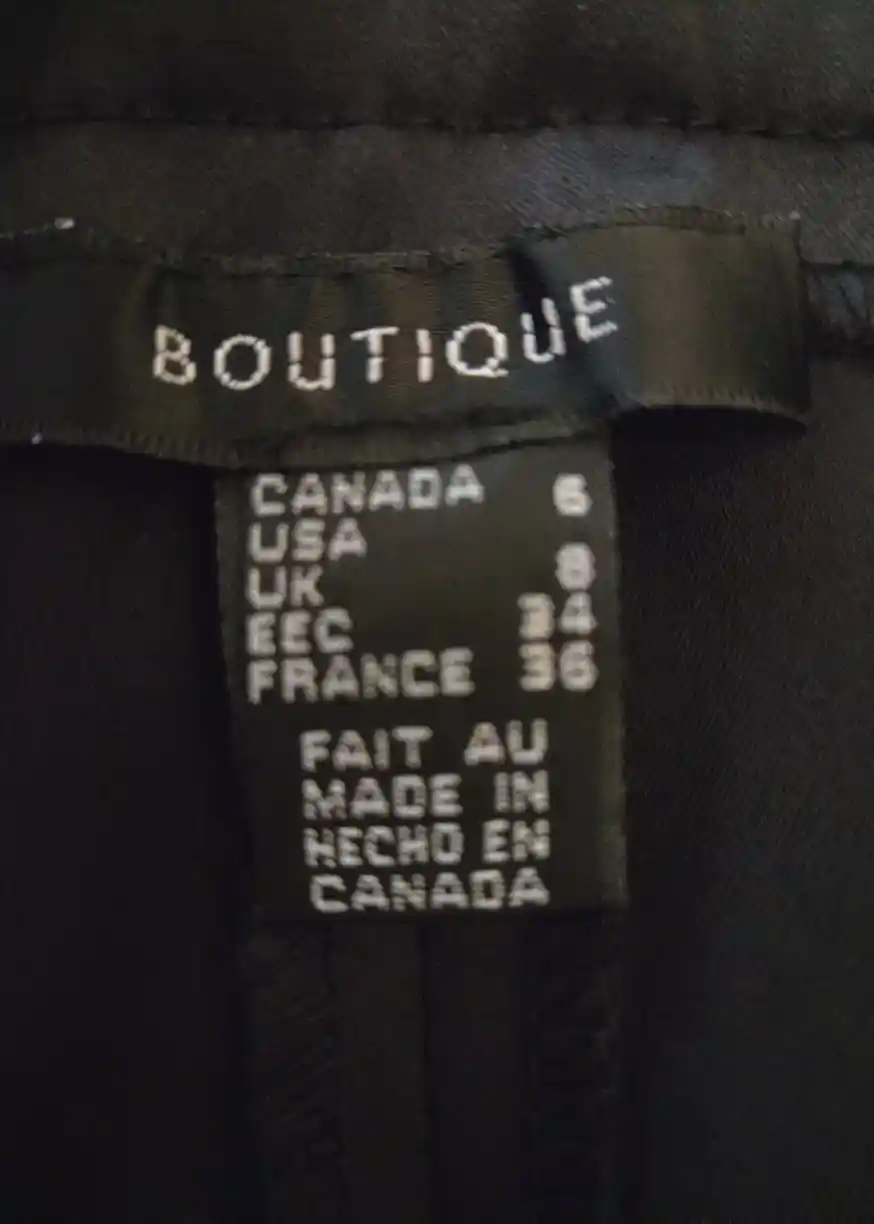 BOUTIQUE
CANADA 6
USA
UK 8
EEC 34
FRANCE 36
FAIT AU
MADE IN
HECHO EN
CANADA